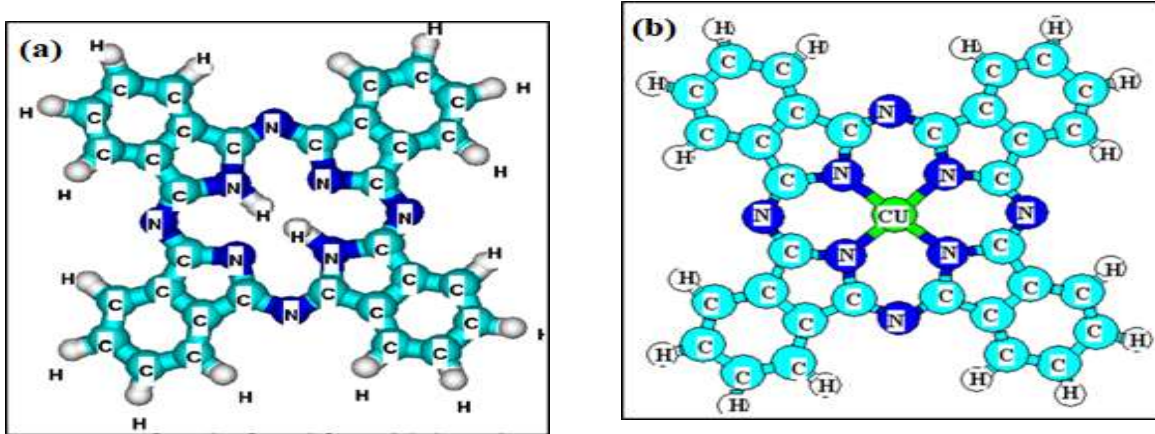 (a)
H H H
C C C C H
H C C H
C C C N C C C
H C C C H
C N N C
N H N
H
C N N C H
H C C C C C C
C C N C C H
C C C C C
H C C C H
H H H
(b)
H H H H
C C C C
H C C C C H
C C N C C C
H C C C C H
C N N C
N CU N
C N N C
H C C C C H
C C C C C C
C C N C C
H C C C C H
H H H H